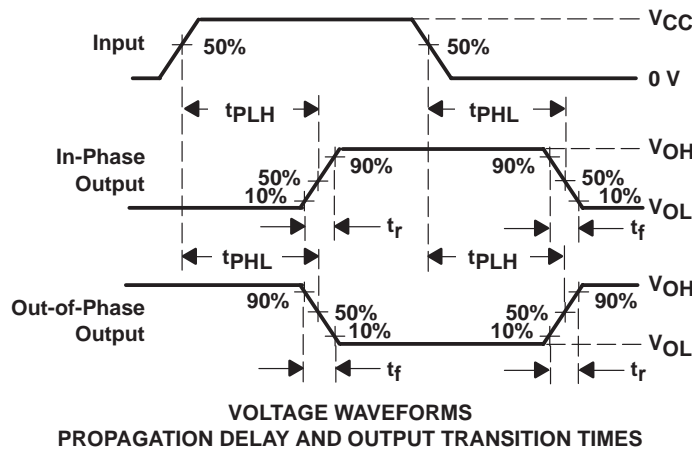 VCC
Input
50%
50%
0 V
tPLH
tPHL
In-Phase
Output
VOH
90%
90%
50%
50%
10%
10%
VOL
tr
tf
tPHL
tPLH
Out-of-Phase
Output
VOH
90%
90%
50%
50%
10%
10%
VOL
tf
tr
VOLTAGE WAVEFORMS
PROPAGATION DELAY AND OUTPUT TRANSITION TIMES